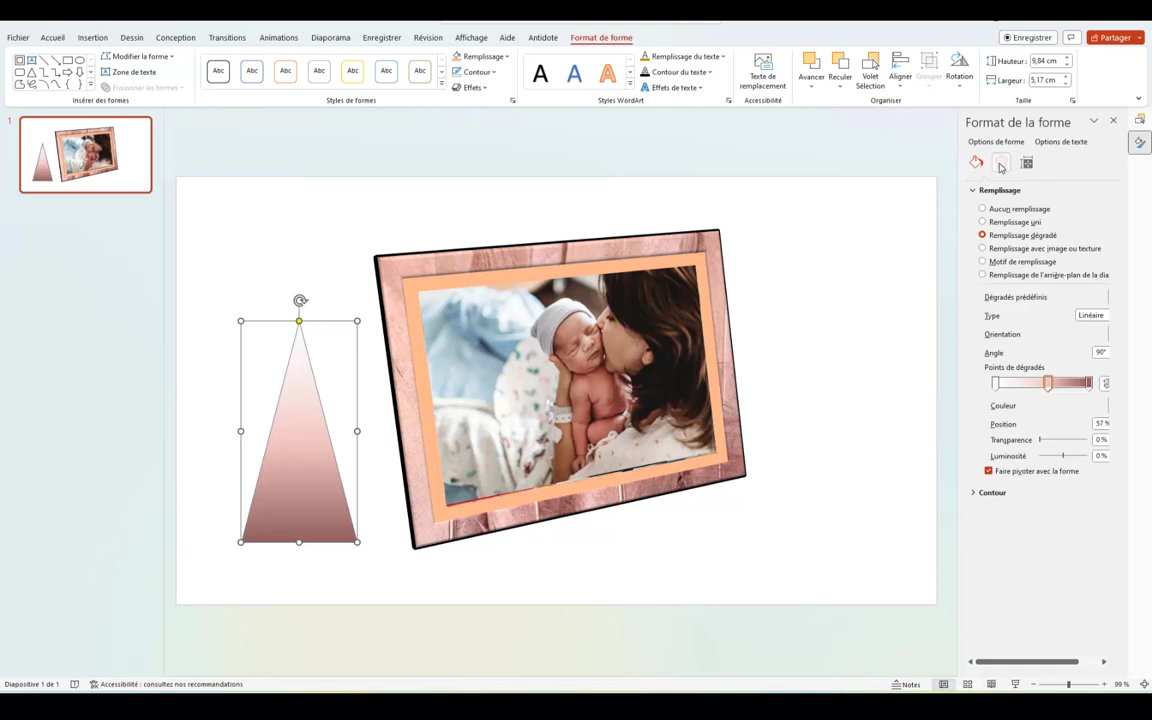 Fichier Accueil Insertion Dessin Conception Transitions Animations Diaporama Enregistrer Révision Affichage Aide Antidote Format de forme
Enregistrer Partager
Modifier la forme
Zone de texte
Fusionner les formes
Insérer des formes
Abc Abc Abc Abc Abc Abc Abc
Remplissage
Contour
Effets
Styles de formes
A A A
Remplissage du texte
Contour du texte
Effets de texte
Styles WordArt
Texte de
remplacement
Accessibilité
Avancer Reculer Volet
Sélection
Aligner Grouper Rotation
Organiser
Hauteur : 9,84 cm
Largeur : 5,17 cm
Taille
1
Format de la forme
Options de forme Options de texte
Remplissage
Aucun remplissage
Remplissage uni
Remplissage dégradé
Remplissage avec image ou texture
Motif de remplissage
Remplissage de l'arrière-plan de la dia
Dégradés prédéfinis
Type Linéaire
Orientation
Angle 90°
Points de dégradés
Couleur
Position 57 %
Transparence 0 %
Luminosité 0 %
Faire pivoter avec la forme
Contour
Diapositive 1 de 1 Accessibilité : consultez nos recommandations Notes 99 %